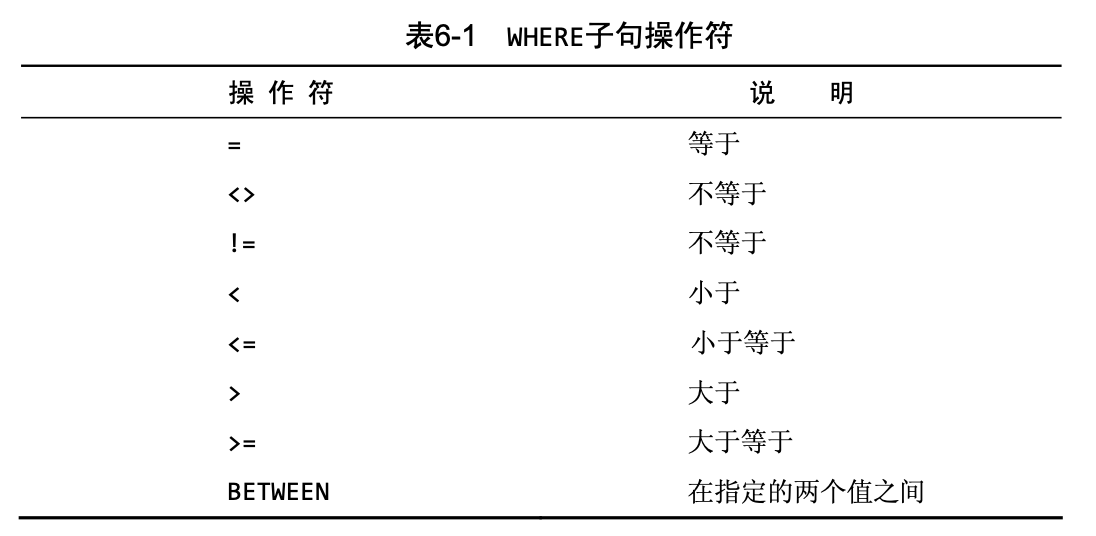 表6-1 WHERE子句操作符
操作符 说明
= 等于
<> 不等于
!= 不等于
< 小于
<= 小于等于
> 大于
>= 大于等于
BETWEEN 在指定的两个值之间